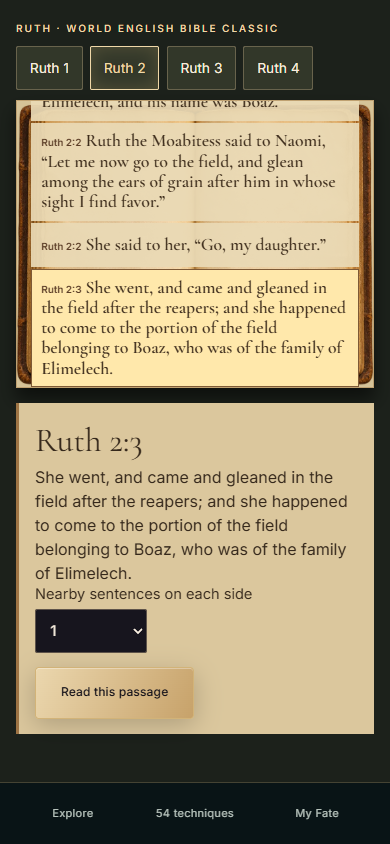 RUTH · WORLD ENGLISH BIBLE CLASSIC
Ruth 1
Ruth 2
Ruth 3
Ruth 4
Elimelech, and his name was Boaz.
Ruth 2:2 Ruth the Moabitess said to Naomi,
“Let me now go to the field, and glean
among the ears of grain after him in whose
sight I find favor.”
Ruth 2:2 She said to her, “Go, my daughter.”
Ruth 2:3 She went, and came and gleaned in
the field after the reapers; and she happened
to come to the portion of the field
belonging to Boaz, who was of the family of
Elimelech.
Ruth 2:3
She went, and came and gleaned in the
field after the reapers; and she happened
to come to the portion of the field
belonging to Boaz, who was of the family
of Elimelech.
Nearby sentences on each side
1
Read this passage
Explore
54 techniques
My Fate